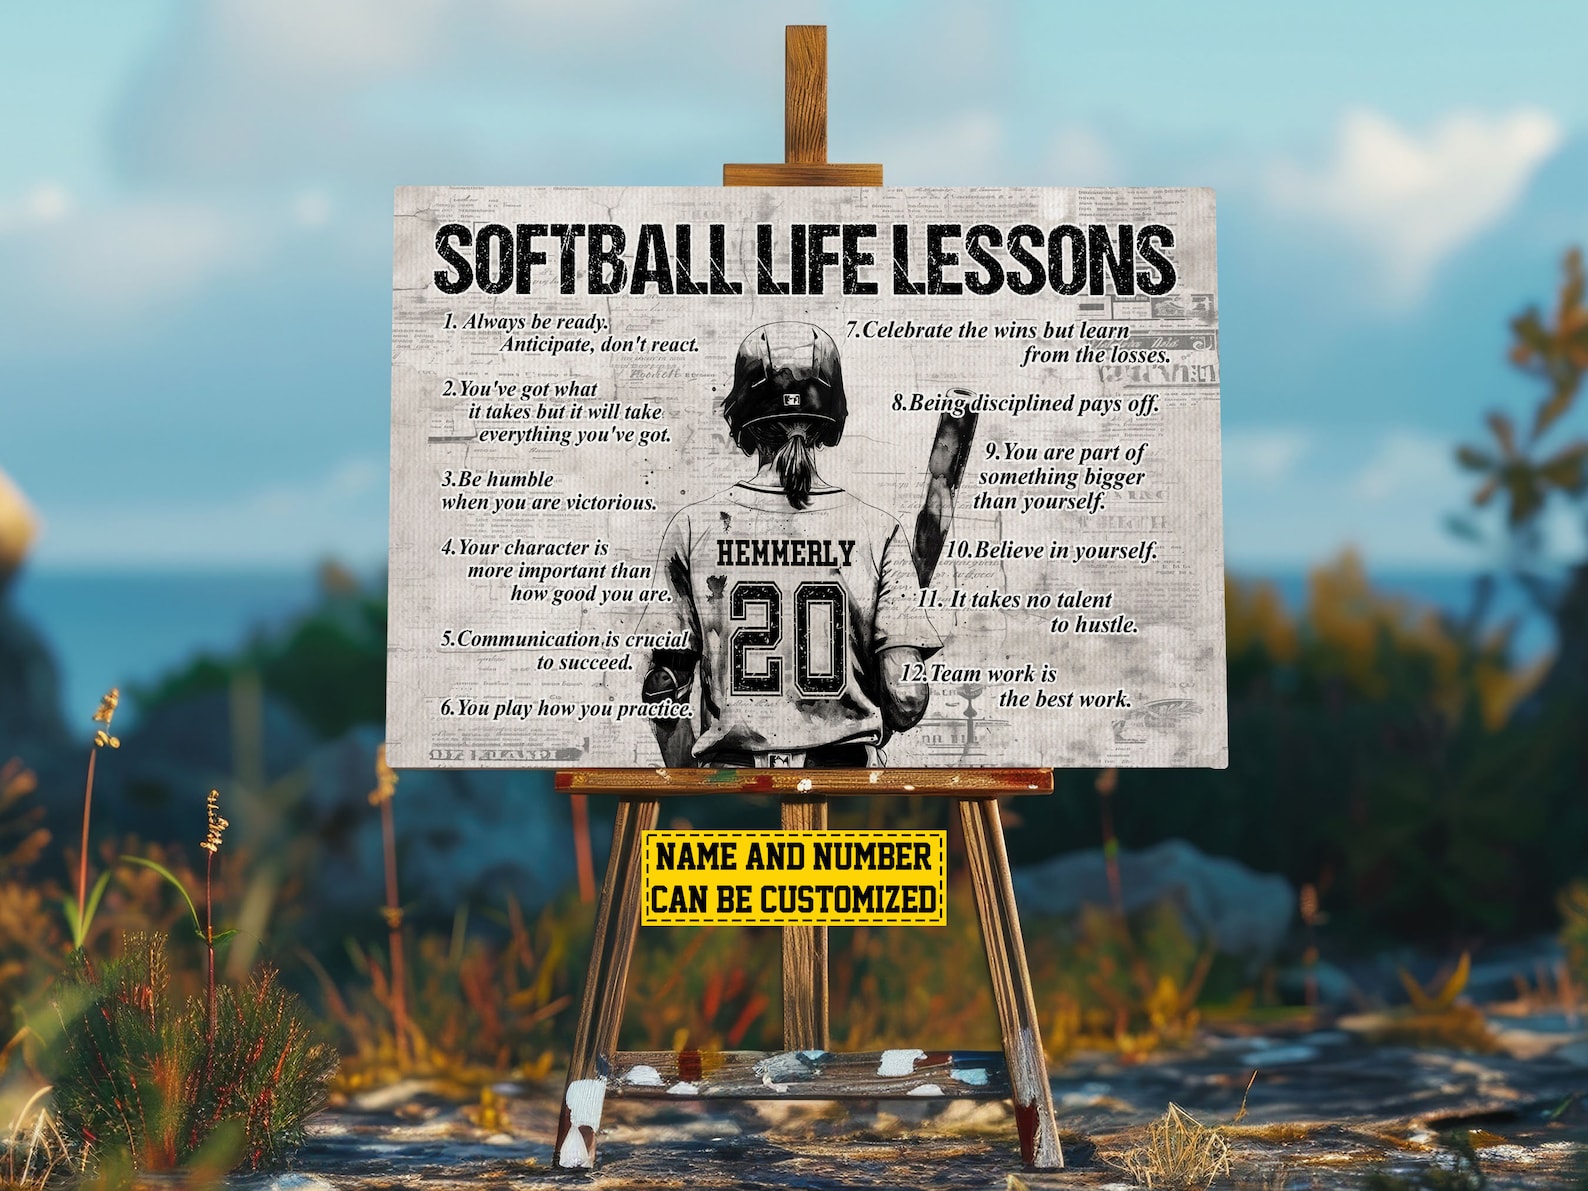 SOFTBALL LIFE LESSONS
1. Always be ready.
Anticipate, don't react.
2.You've got what
it takes but it will take
everything you've got.
3.Be humble
when you are victorious.
4.Your character is
more important than
how good you are.
5.Communication is crucial
to succeed.
6.You play how you practice.
7.Celebrate the wins but learn
from the losses.
8.Being disciplined pays off.
9.You are part of
something bigger
than yourself.
10.Believe in yourself.
11. It takes no talent
to hustle.
12.Team work is
the best work.
HEMMERLY
20
NAME AND NUMBER
CAN BE CUSTOMIZED